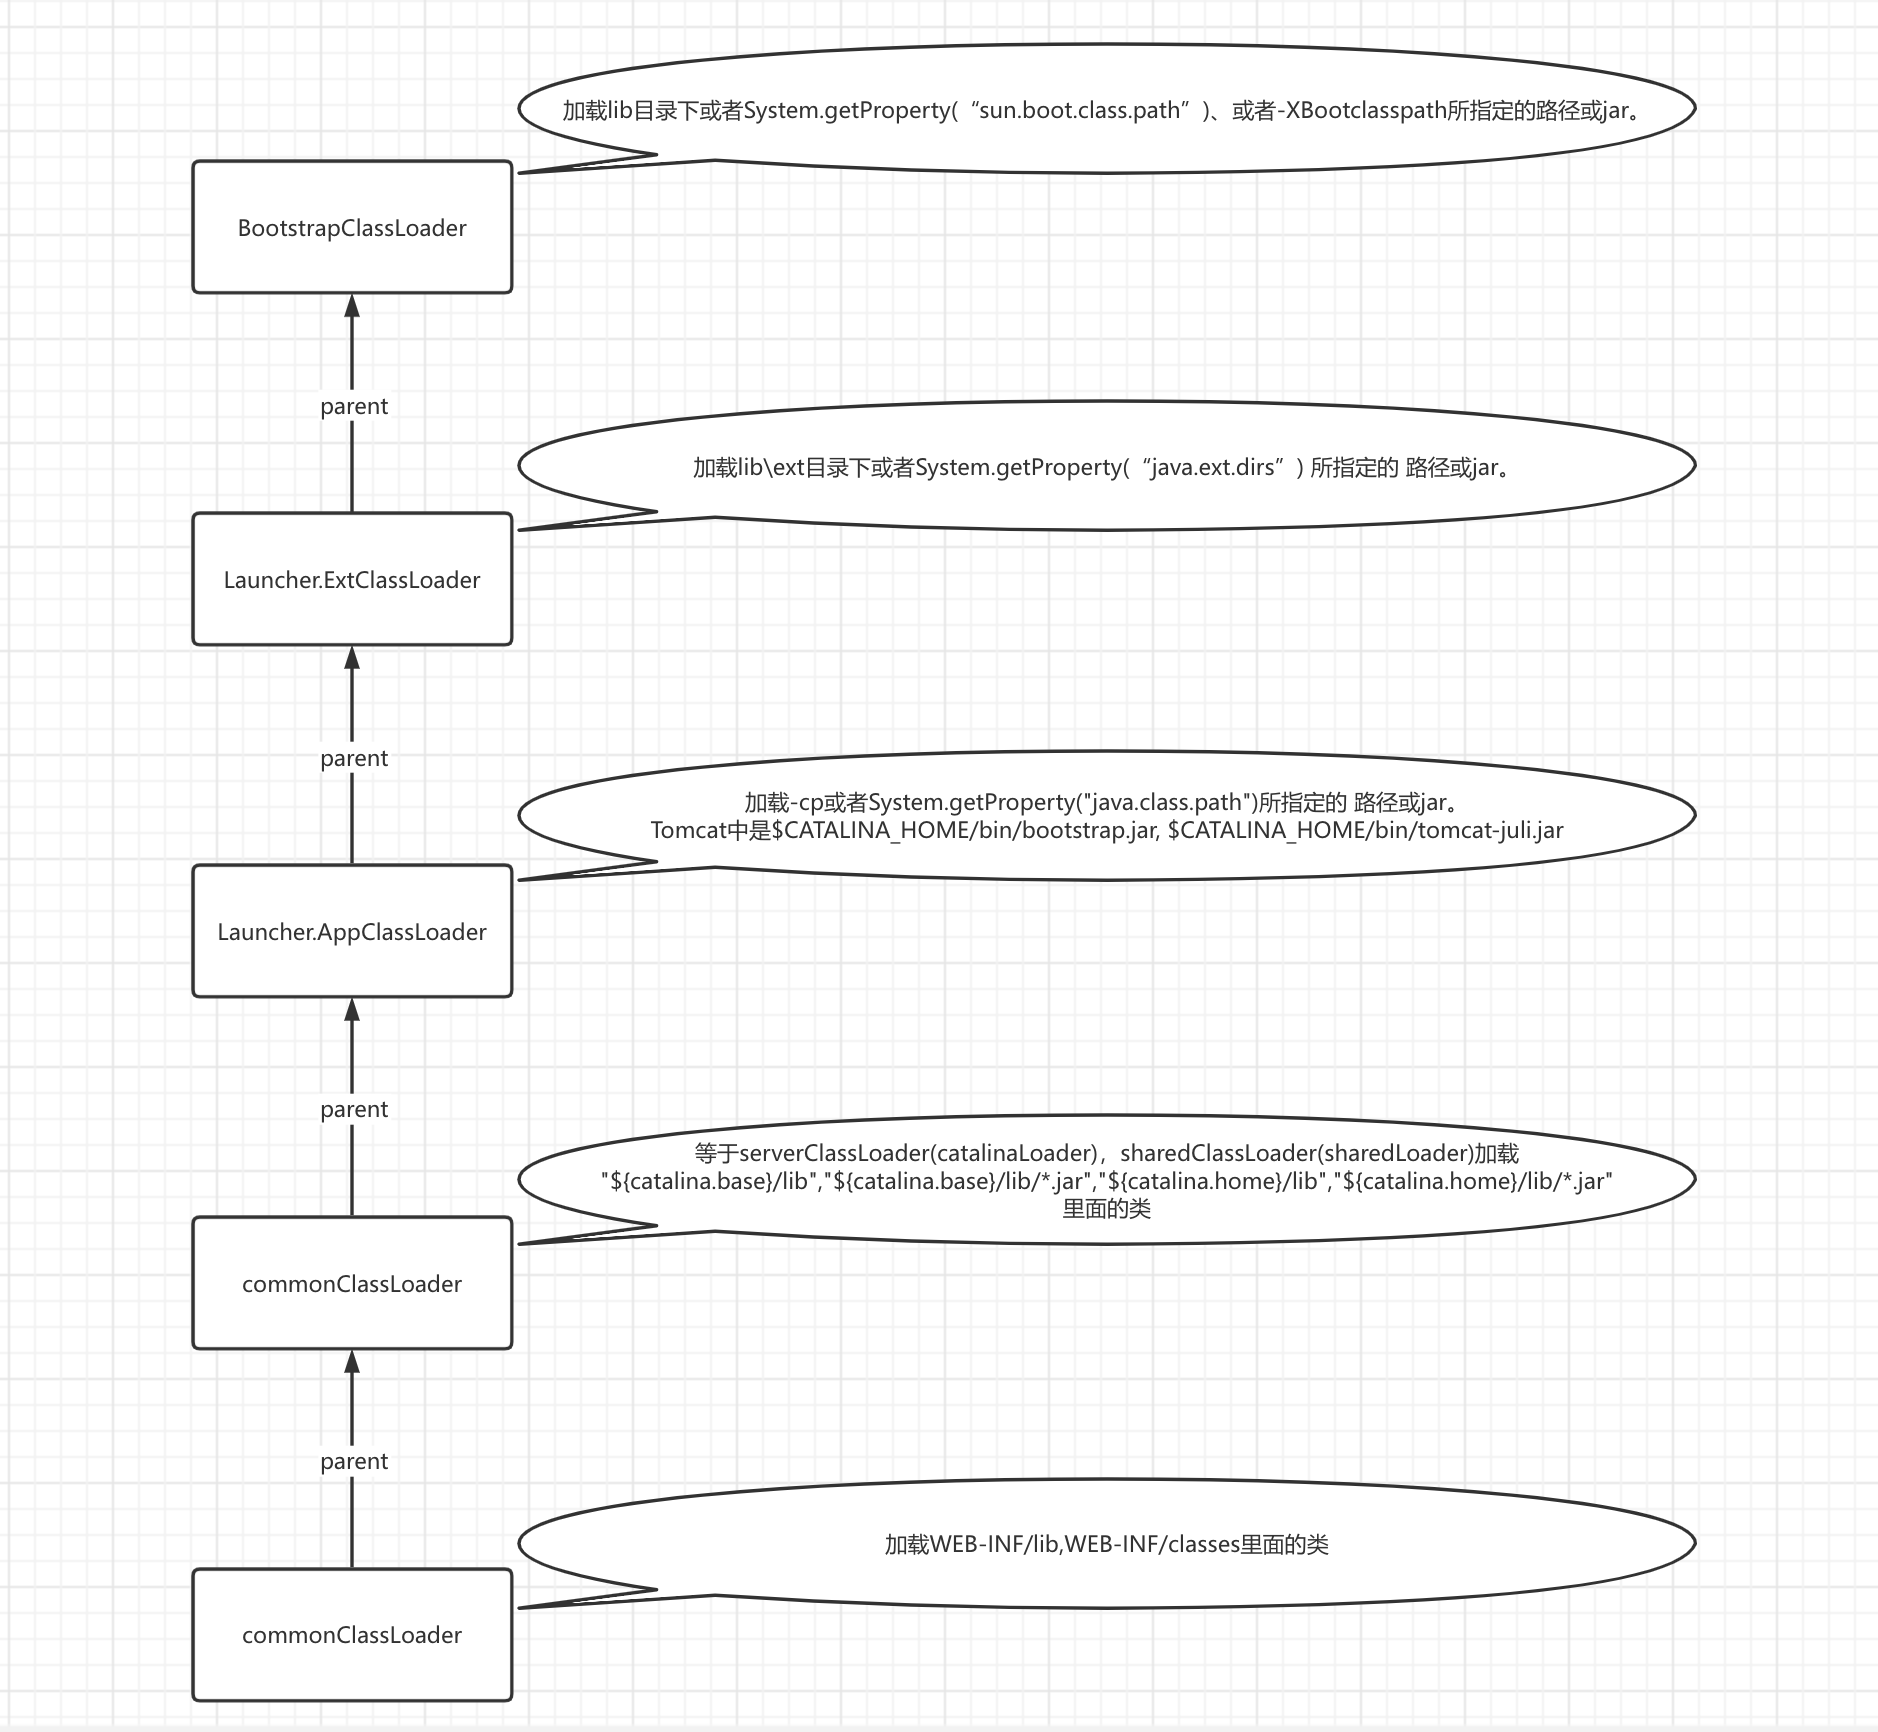 加载lib目录下或者System.getProperty(“sun.boot.class.path”)、或者-XBootclasspath所指定的路径或jar。
BootstrapClassLoader
parent
加载lib\ext目录下或者System.getProperty(“java.ext.dirs”) 所指定的 路径或jar。
Launcher.ExtClassLoader
parent
加载-cp或者System.getProperty("java.class.path")所指定的 路径或jar。
Tomcat中是$CATALINA_HOME/bin/bootstrap.jar, $CATALINA_HOME/bin/tomcat-juli.jar
Launcher.AppClassLoader
parent
等于serverClassLoader(catalinaLoader)，sharedClassLoader(sharedLoader)加载
"${catalina.base}/lib","${catalina.base}/lib/*.jar","${catalina.home}/lib","${catalina.home}/lib/*.jar"
里面的类
commonClassLoader
parent
加载WEB-INF/lib,WEB-INF/classes里面的类
commonClassLoader